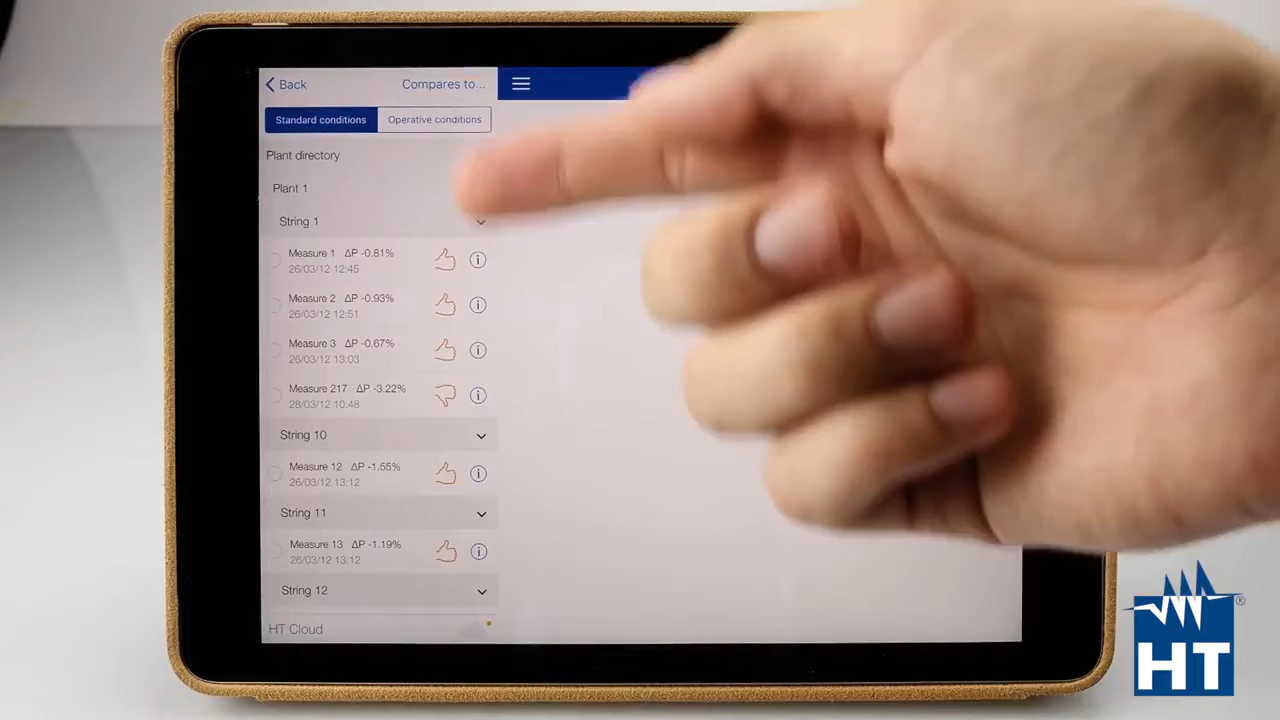 Back
Compares to...
Standard conditions
Operative conditions
Plant directory
Plant 1
String 1
Measure 1 ΔP -0.81%
26/03/12 12:45
Measure 2 ΔP -0.93%
26/03/12 12:51
Measure 3 ΔP -0.67%
26/03/12 13:03
Measure 217 ΔP -3.22%
28/03/12 10:48
String 10
Measure 12 ΔP -1.55%
26/03/12 13:12
String 11
Measure 13 ΔP -1.19%
26/03/12 13:12
String 12
HT Cloud
HT